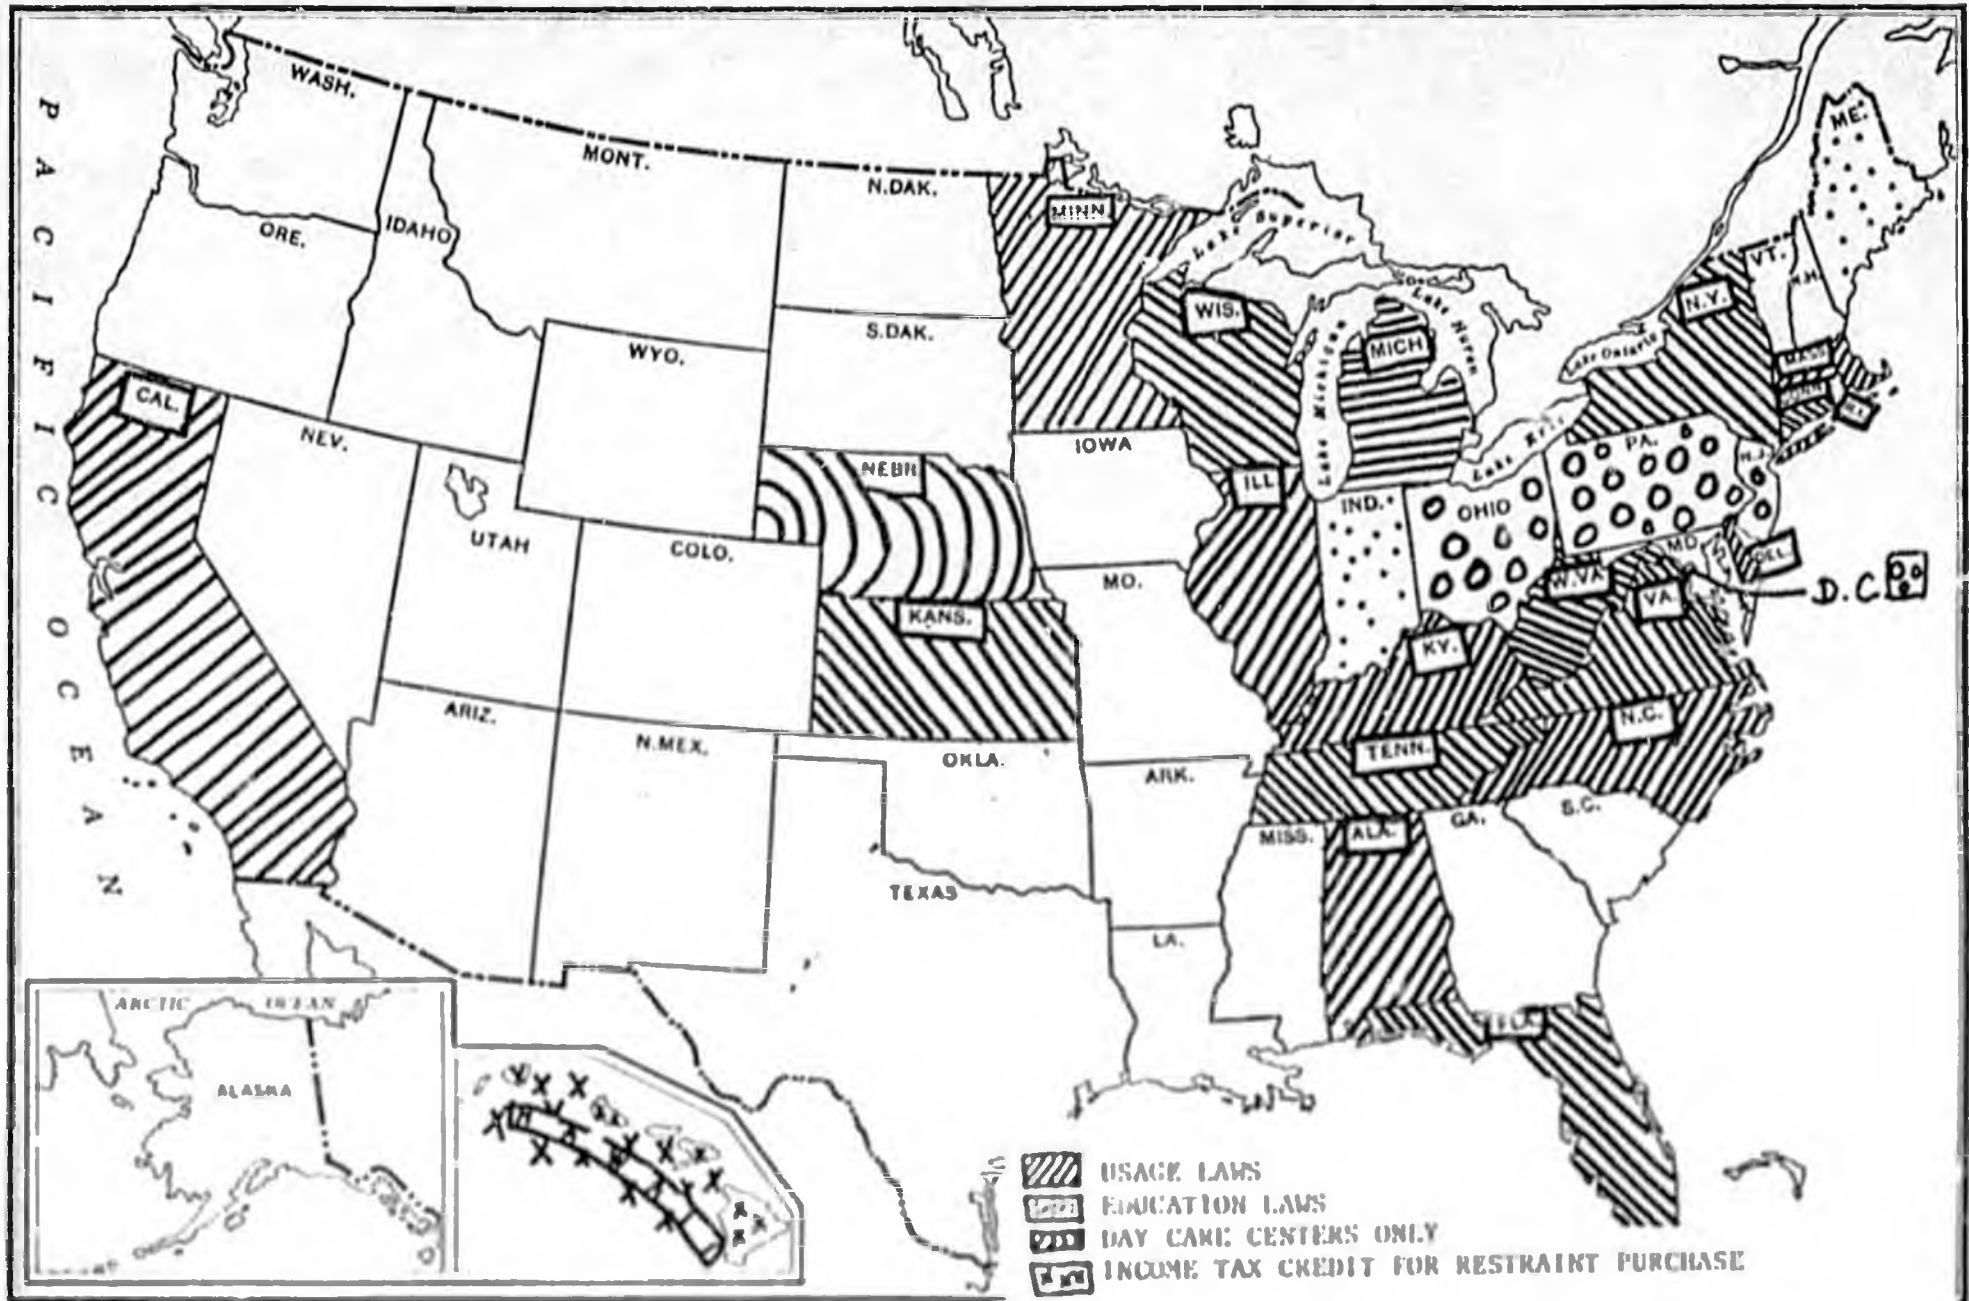 WASH.
MONT.
N.DAK.
MINN
ORE.
IDAHO
Lake Superior
ME.
VT.
N.H.
N.Y.
WIS.
Lake Huron
S.DAK.
WYO.
MICH
Lake Michigan
Lake Ontario
MASS
CAL.
NEV.
NEBR
IOWA
Lake Erie
PA.
N.J.
ILL
IND.
OHIO
UTAH
COLO.
MO.
MD.
DEL.
W.VA
VA.
D.C.
KANS.
KY.
ARIZ.
N.MEX.
OKLA.
ARK.
TENN.
N.C.
S.C.
GA.
ALA.
MISS.
TEXAS
LA.
FLA.
PACIFIC OCEAN
ARCTIC OCEAN
ALASKA
USAGE LAWS
EDUCATION LAWS
DAY CARE CENTERS ONLY
INCOME TAX CREDIT FOR RESTRAINT PURCHASE